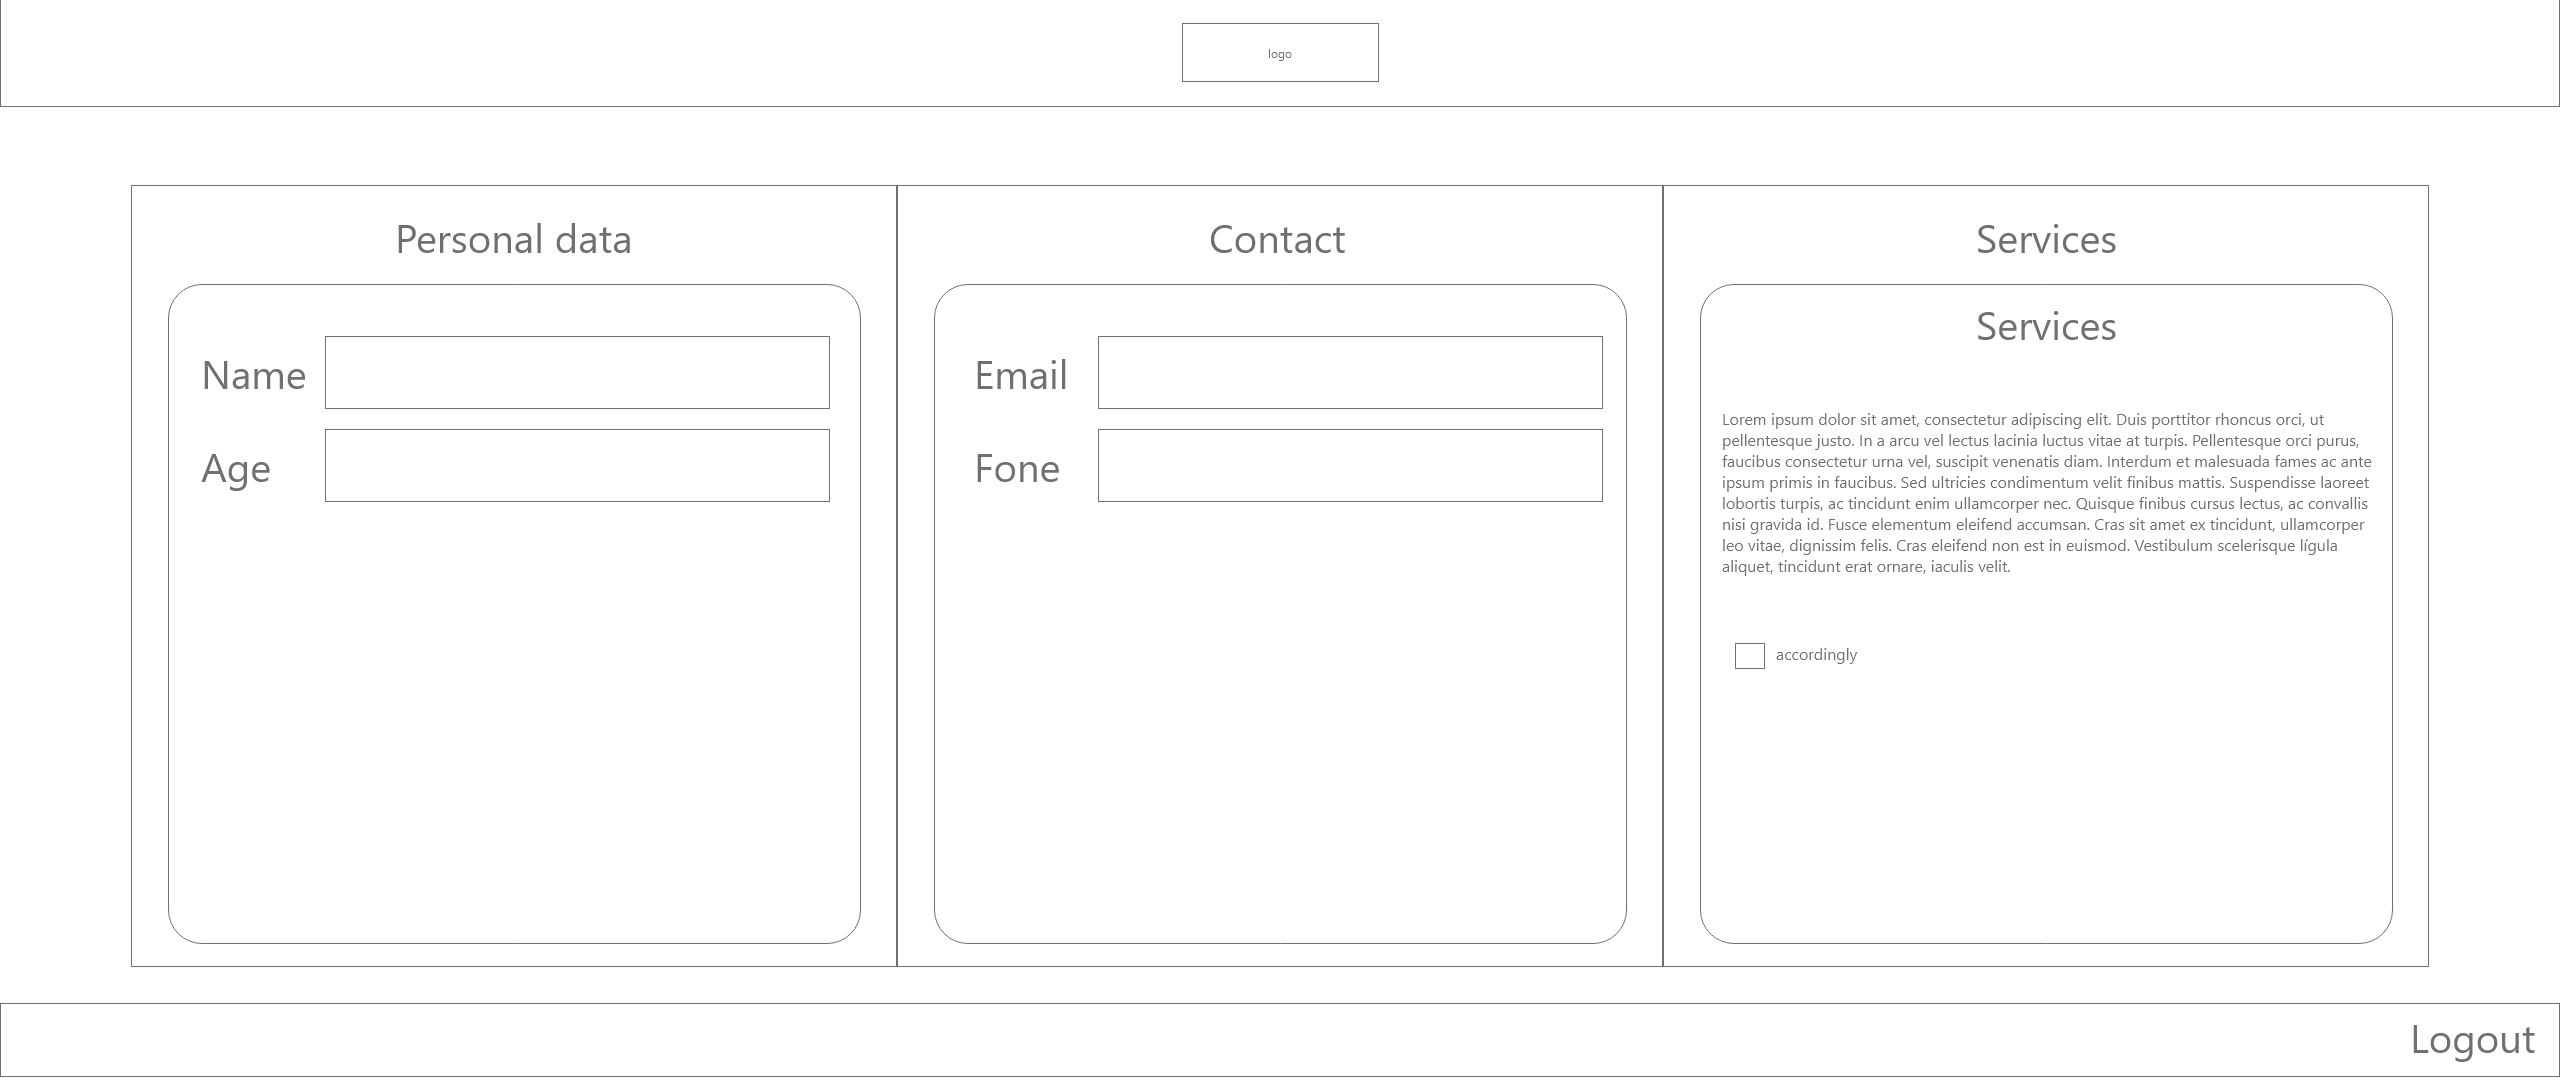 logo
Personal data
Name
Age
Contact
Email
Fone
Services
Services
Lorem ipsum dolor sit amet, consectetur adipiscing elit. Duis porttitor rhoncus orci, ut
pellentesque justo. In a arcu vel lectus lacinia luctus vitae at turpis. Pellentesque orci purus,
faucibus consectetur urna vel, suscipit venenatis diam. Interdum et malesuada fames ac ante
ipsum primis in faucibus. Sed ultricies condimentum velit finibus mattis. Suspendisse laoreet
lobortis turpis, ac tincidunt enim ullamcorper nec. Quisque finibus cursus lectus, ac convallis
nisi gravida id. Fusce elementum eleifend accumsan. Cras sit amet ex tincidunt, ullamcorper
leo vitae, dignissim felis. Cras eleifend non est in euismod. Vestibulum scelerisque lígula
aliquet, tincidunt erat ornare, iaculis velit.
accordingly
Logout